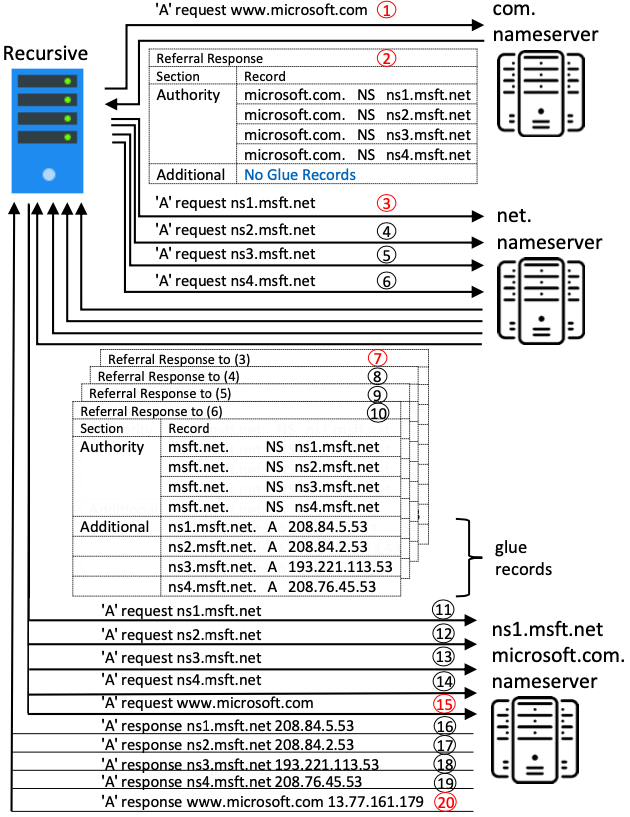 'A' request www.microsoft.com ① com.
nameserver
Recursive
Referral Response ②
Section Record
Authority microsoft.com. NS ns1.msft.net
microsoft.com. NS ns2.msft.net
microsoft.com. NS ns3.msft.net
microsoft.com. NS ns4.msft.net
Additional No Glue Records
'A' request ns1.msft.net ③ net.
'A' request ns2.msft.net ④
nameserver
'A' request ns3.msft.net ⑤
'A' request ns4.msft.net ⑥
Referral Response to (3) ⑦
Referral Response to (4) ⑧
Referral Response to (5) ⑨
Referral Response to (6) ⑩
Section Record
Authority msft.net. NS ns1.msft.net
msft.net. NS ns2.msft.net
msft.net. NS ns3.msft.net
msft.net. NS ns4.msft.net
Additional ns1.msft.net. A 208.84.5.53
ns2.msft.net. A 208.84.2.53
ns3.msft.net. A 193.221.113.53
ns4.msft.net. A 208.76.45.53
glue
records
'A' request ns1.msft.net ⑪
'A' request ns2.msft.net ⑫
'A' request ns3.msft.net ⑬
'A' request ns4.msft.net ⑭
'A' request www.microsoft.com ⑮
ns1.msft.net
microsoft.com.
nameserver
'A' response ns1.msft.net 208.84.5.53 ⑯
'A' response ns2.msft.net 208.84.2.53 ⑰
'A' response ns3.msft.net 193.221.113.53 ⑱
'A' response ns4.msft.net 208.76.45.53 ⑲
'A' response www.microsoft.com 13.77.161.179 ⑳